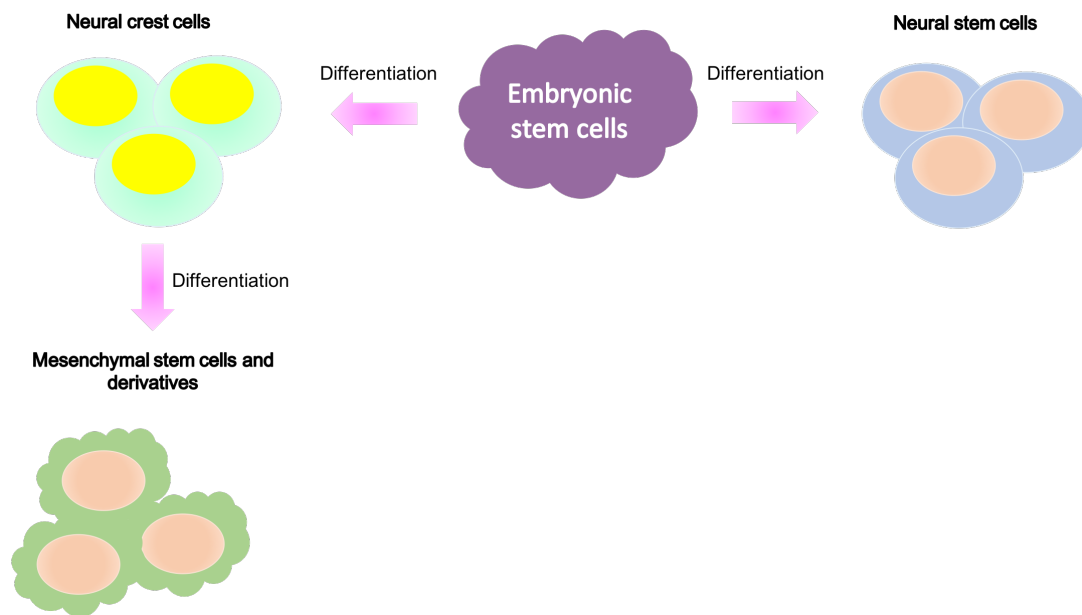 Neural crest cells
Neural stem cells
Differentiation
Embryonic
stem cells
Differentiation
Differentiation
Mesenchymal stem cells and
derivatives